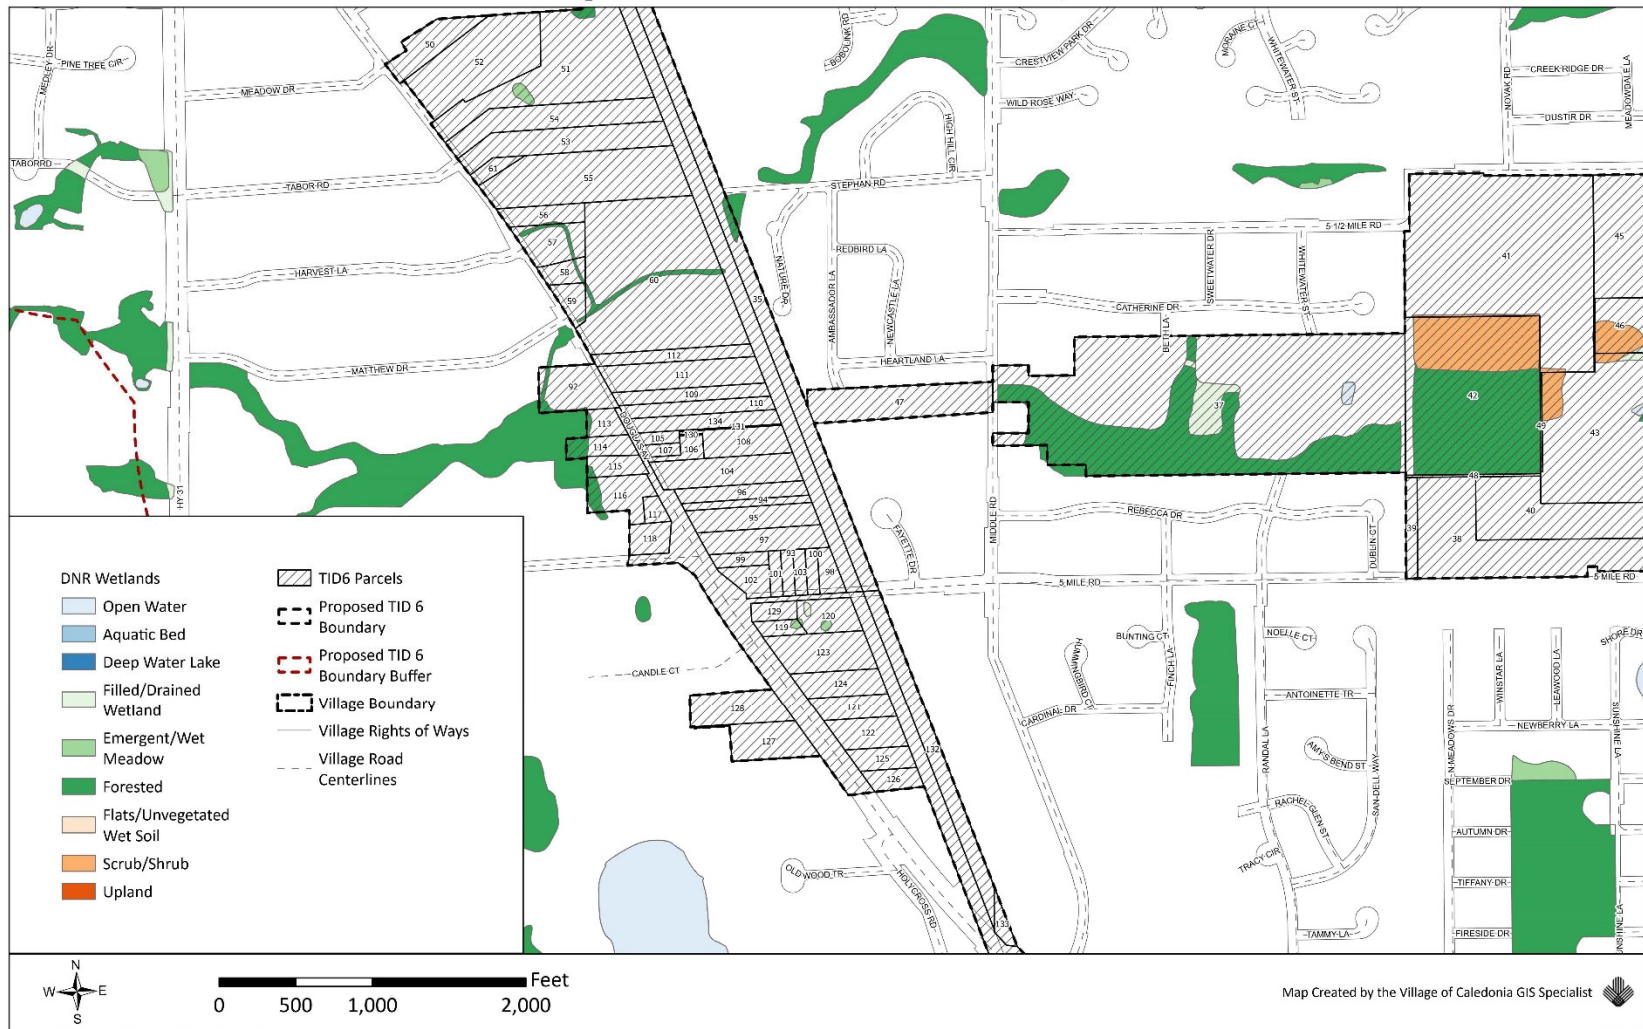 BOBOLINK RD
CRESTVIEW PARK DR
MORAINE CT
WHITEWATER ST
NOVAK RD
CREEK RIDGE DR
MEADOWDALE LA
MEDLEY DR
PINE TREE CIR
MEADOW DR
50
52
51
WILD ROSE WAY
DUSTIR DR
54
53
HIGH HILL CIR
TABOR RD
TABOR RD
61
55
STEPHAN RD
56
57
58
59
60
35
NATURE DR
REDBIRD LA
AMBASSADOR LA
NEWCASTLE LA
HEARTLAND LA
5 1/2 MILE RD
SWEETWATER DR
WHITEWATER ST
CATHERINE DR
BETH LA
41
45
46
HARVEST LA
MATTHEW DR
HY 31
112
111
92
109
110
47
37
42
49
43
113
DOUGLAS AV
134
131
105
130
108
114
107
106
115
104
116
96
94
48
117
95
39
40
38
118
97
REBECCA DR
DUBLIN CT
FAYETTE DR
MIDDLE RD
99
93
100
101
103
98
102
5 MILE RD
5 MILE RD
129
119
120
123
CANDLE CT
124
128
121
122
127
125
126
132
133
BUNTING CT
HUMMINGBIRD CT
FINCH LA
CARDINAL DR
NOELLE CT
ANTOINETTE TR
RANDAL LA
AMYS BEND ST
SAN DELL WAY
RACHEL GLEN ST
TRACY CIR
TAMMY LA
N MEADOWS DR
WINSTAR LA
LEAWOOD LA
SHORE DR
SUNSHINE LA
NEWBERRY LA
SEPTEMBER DR
AUTUMN DR
TIFFANY DR
FIRESIDE DR
UNSHINE LA
OLD WOOD TR
HOLYCROSS RD
DNR Wetlands
Open Water
Aquatic Bed
Deep Water Lake
Filled/Drained
Wetland
Emergent/Wet
Meadow
Forested
Flats/Unvegetated
Wet Soil
Scrub/Shrub
Upland
TID6 Parcels
Proposed TID 6
Boundary
Proposed TID 6
Boundary Buffer
Village Boundary
Village Rights of Ways
Village Road
Centerlines
N
W E
S
Feet
0 500 1,000 2,000
Map Created by the Village of Caledonia GIS Specialist